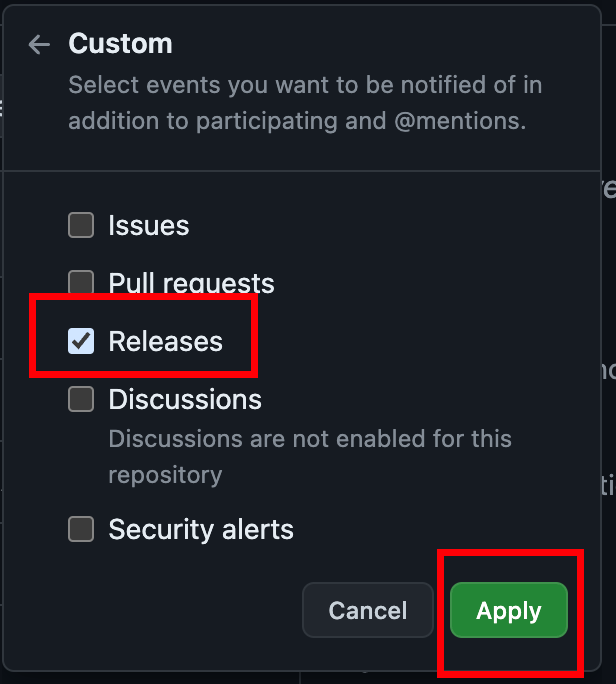 Custom
Select events you want to be notified of in
addition to participating and @mentions.
Issues
Pull requests
Releases
Discussions
Discussions are not enabled for this
repository
Security alerts
Cancel
Apply